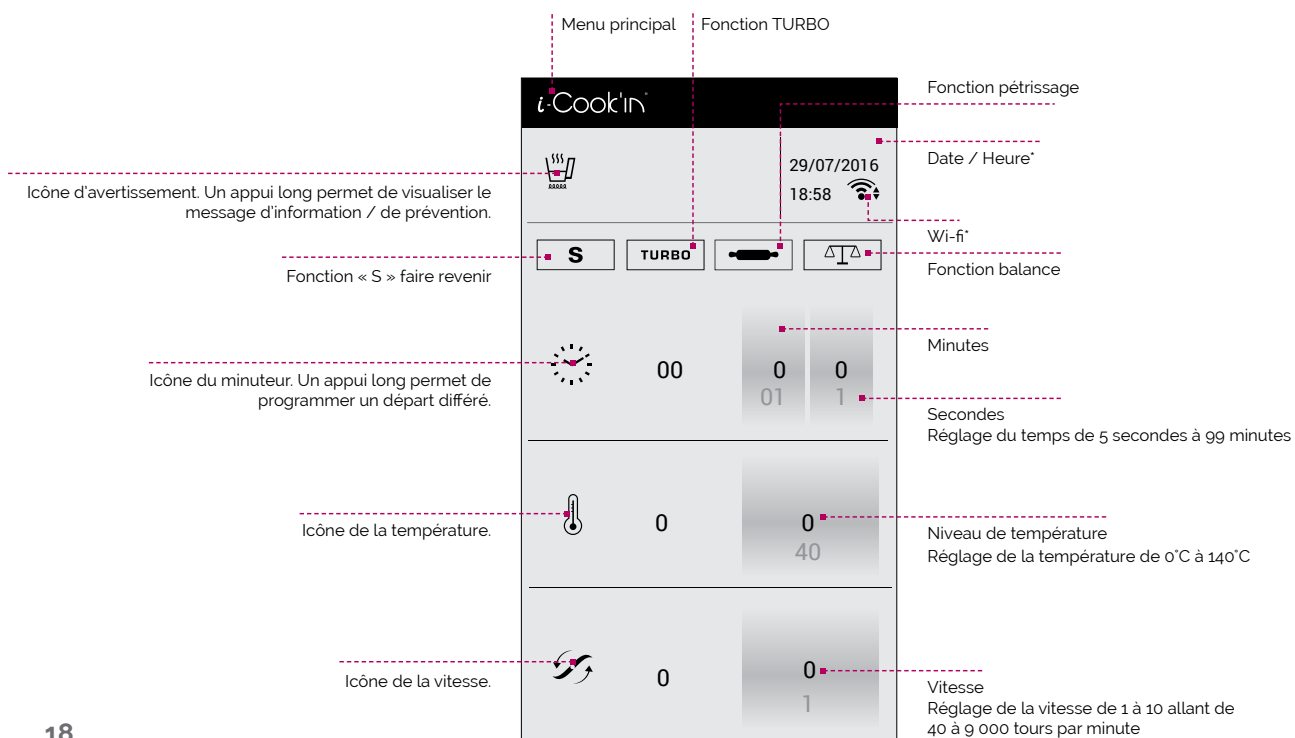 Menu principal
Fonction TURBO
i-Cook'in
Fonction pétrissage
29/07/2016
18:58
Date / Heure*
Icône d'avertissement. Un appui long permet de visualiser le
message d'information / de prévention.
Wi-fi*
S
TURBO
Fonction « S » faire revenir
Fonction balance
Minutes
00
0
0
01
1
Icône du minuteur. Un appui long permet de
programmer un départ différé.
Secondes
Réglage du temps de 5 secondes à 99 minutes
Icône de la température.
0
0
40
Niveau de température
Réglage de la température de 0°C à 140°C
Icône de la vitesse.
0
0
1
Vitesse
Réglage de la vitesse de 1 à 10 allant de
40 à 9 000 tours par minute
18